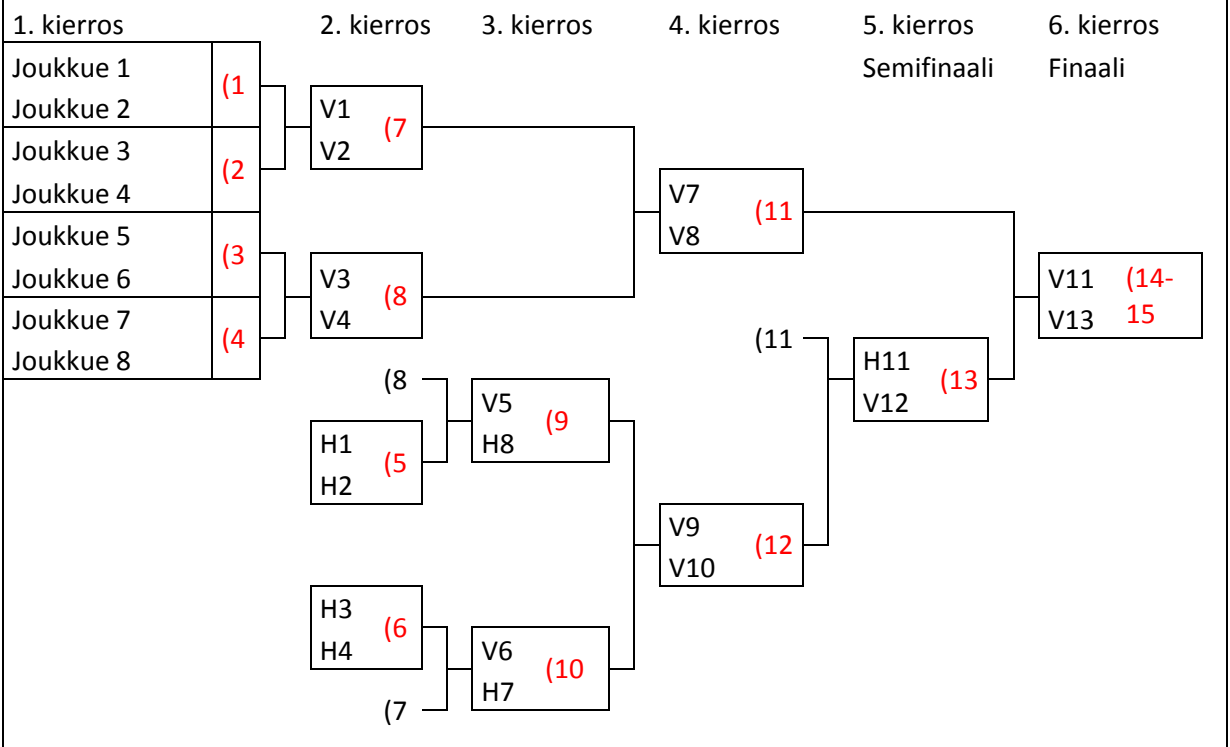 1. kierros 2. kierros 3. kierros 4. kierros 5. kierros 6. kierros
Semifinaali Finaali
Joukkue 1
Joukkue 2
(1
Joukkue 3
Joukkue 4
(2
Joukkue 5
Joukkue 6
(3
Joukkue 7
Joukkue 8
(4
V1
V2
(7
V3
V4
(8
(8
H1
H2
(5
H3
H4
(6
(7
V5
H8
(9
V6
H7
(10
V7
V8
(11
V9
V10
(12
(11
H11
V12
(13
V11
V13
(14-
15